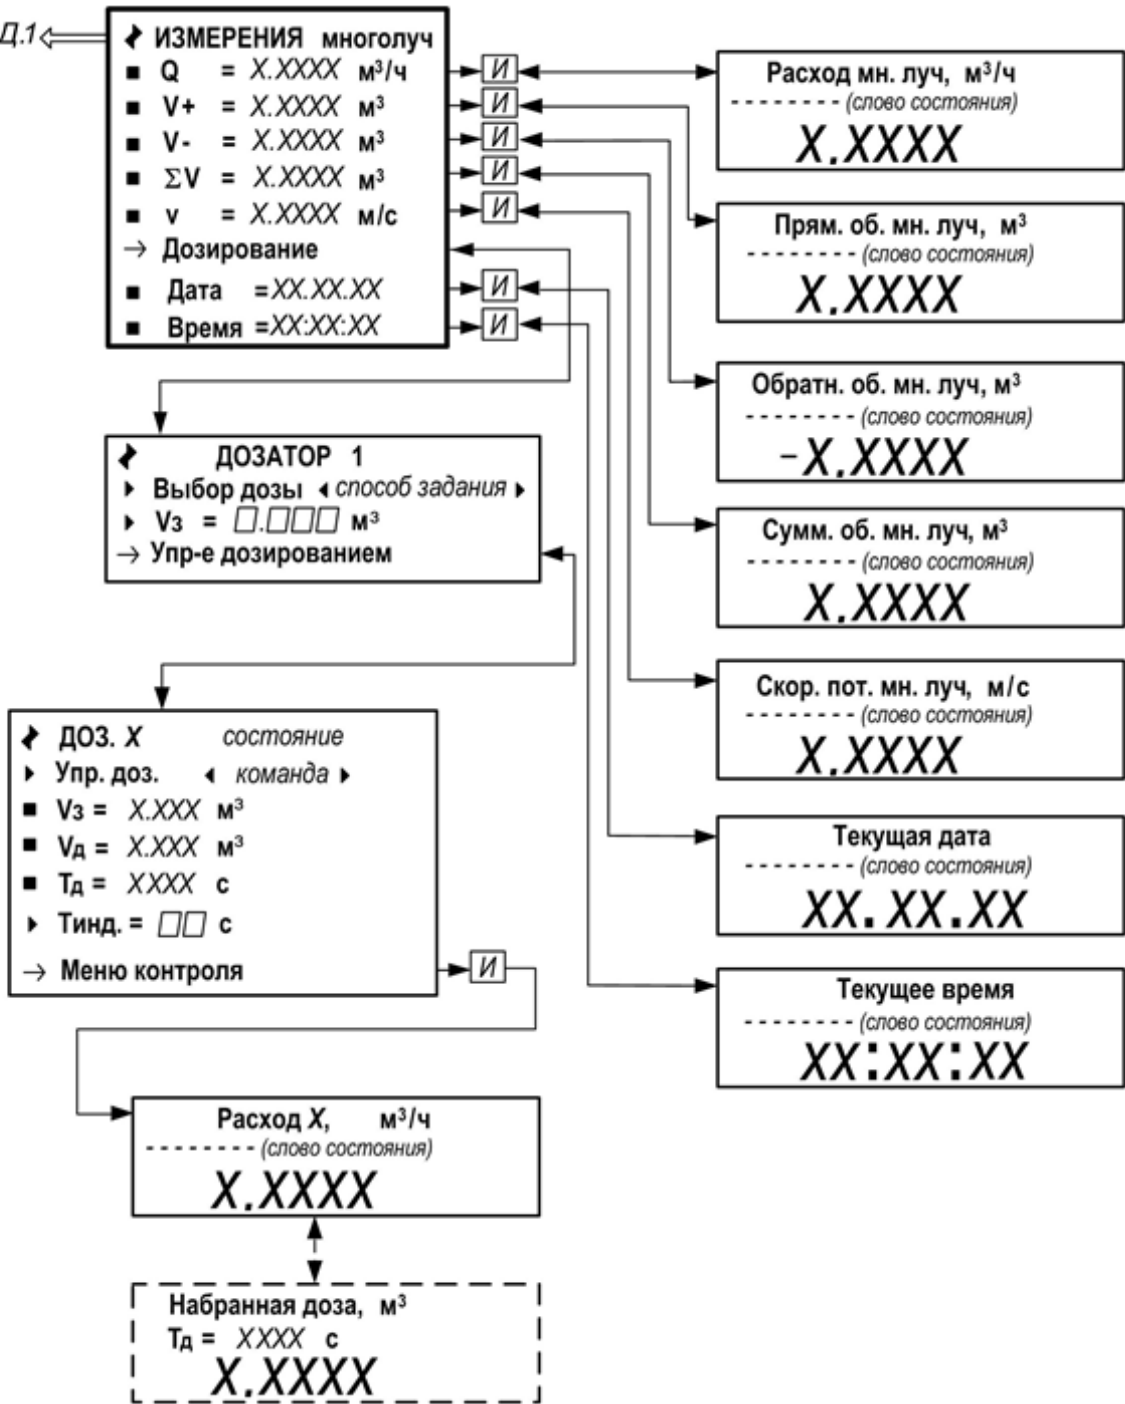 Д.1
ИЗМЕРЕНИЯ многолуч
Q = X.XXXX м³/ч
V+ = X.XXXX м³
V- = X.XXXX м³
ΣV = X.XXXX м³
v = X.XXXX м/с
→ Дозирование
Дата =XX.XX.XX
Время =XX:XX:XX
И
И
И
И
И
И
И
Расход мн. луч, м³/ч
- - - - - - - - (слово состояния)
X.XXXX
Прям. об. мн. луч, м³
- - - - - - - - (слово состояния)
X.XXXX
Обратн. об. мн. луч, м³
- - - - - - - - (слово состояния)
–X.XXXX
Сумм. об. мн. луч, м³
- - - - - - - - (слово состояния)
X.XXXX
Скор. пот. мн. луч, м/с
- - - - - - - - (слово состояния)
X.XXXX
Текущая дата
- - - - - - - - (слово состояния)
XX.XX.XX
Текущее время
- - - - - - - - (слово состояния)
XX:XX:XX
ДОЗАТОР 1
Выбор дозы способ задания
Vз = □.□□□ м³
→ Упр-е дозированием
ДОЗ. X состояние
Упр. доз. команда
Vз = X.XXX м³
Vд = X.XXX м³
Tд = XXXX с
Tинд. = □□ с
→ Меню контроля
И
Расход X, м³/ч
- - - - - - - - (слово состояния)
X.XXXX
Набранная доза, м³
Tд = XXXX с
X.XXXX